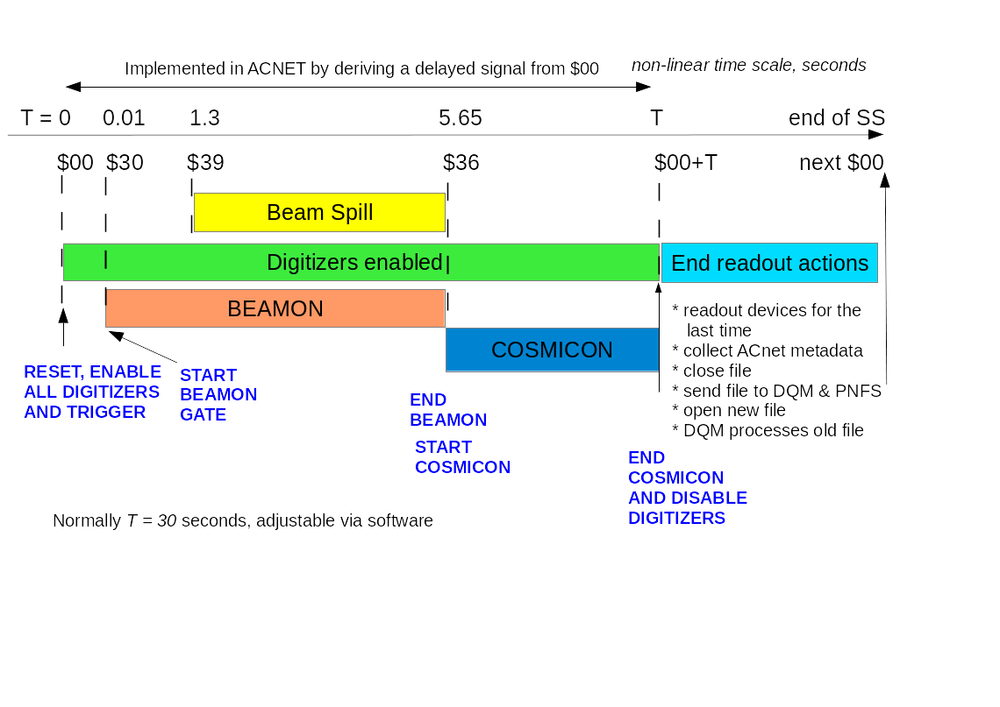 Implemented in ACNET by deriving a delayed signal from $00
non-linear time scale, seconds
T = 0 0.01 1.3 5.65 T end of SS
$00 $30 $39 $36 $00+T next $00
Beam Spill
Digitizers enabled
End readout actions
BEAMON
COSMICON
* readout devices for the
last time
* collect ACnet metadata
* close file
* send file to DQM & PNFS
* open new file
* DQM processes old file
RESET, ENABLE
ALL DIGITIZERS
AND TRIGGER
START
BEAMON
GATE
END
BEAMON
START
COSMICON
END
COSMICON
AND DISABLE
DIGITIZERS
Normally T = 30 seconds, adjustable via software